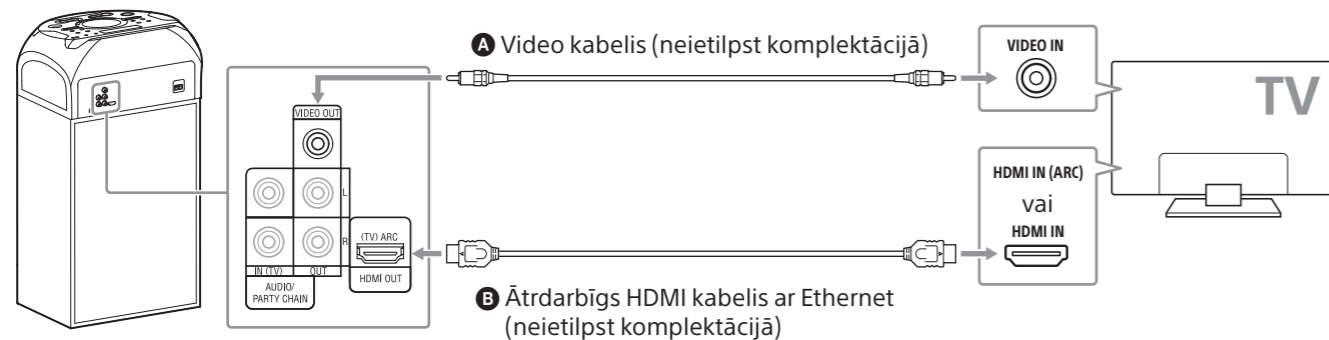 A Video kabelis (neietilpst komplektācijā)
VIDEO IN
TV
VIDEO OUT
L
R
(TV) ARC
HDMI OUT
IN (TV)
OUT
AUDIO/
PARTY CHAIN
HDMI IN (ARC)
vai
HDMI IN
B Ātrdarbīgs HDMI kabelis ar Ethernet
(neietilpst komplektācijā)